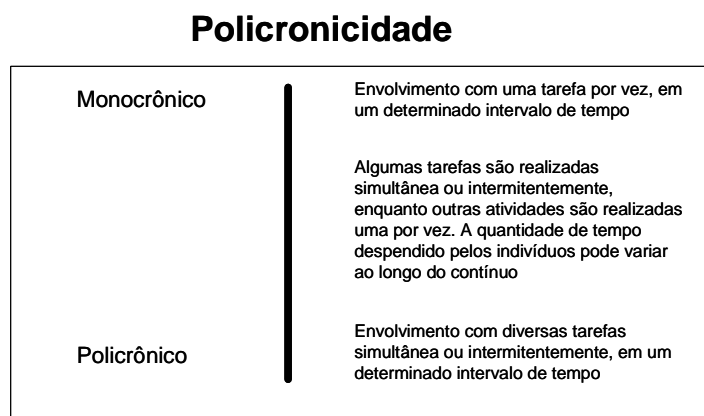 Policronicidade
Monocrônico
Envolvimento com uma tarefa por vez, em
um determinado intervalo de tempo
Algumas tarefas são realizadas
simultânea ou intermitentemente,
enquanto outras atividades são realizadas
uma por vez. A quantidade de tempo
despendido pelos indivíduos pode variar
ao longo do contínuo
Policrônico
Envolvimento com diversas tarefas
simultânea ou intermitentemente, em um
determinado intervalo de tempo